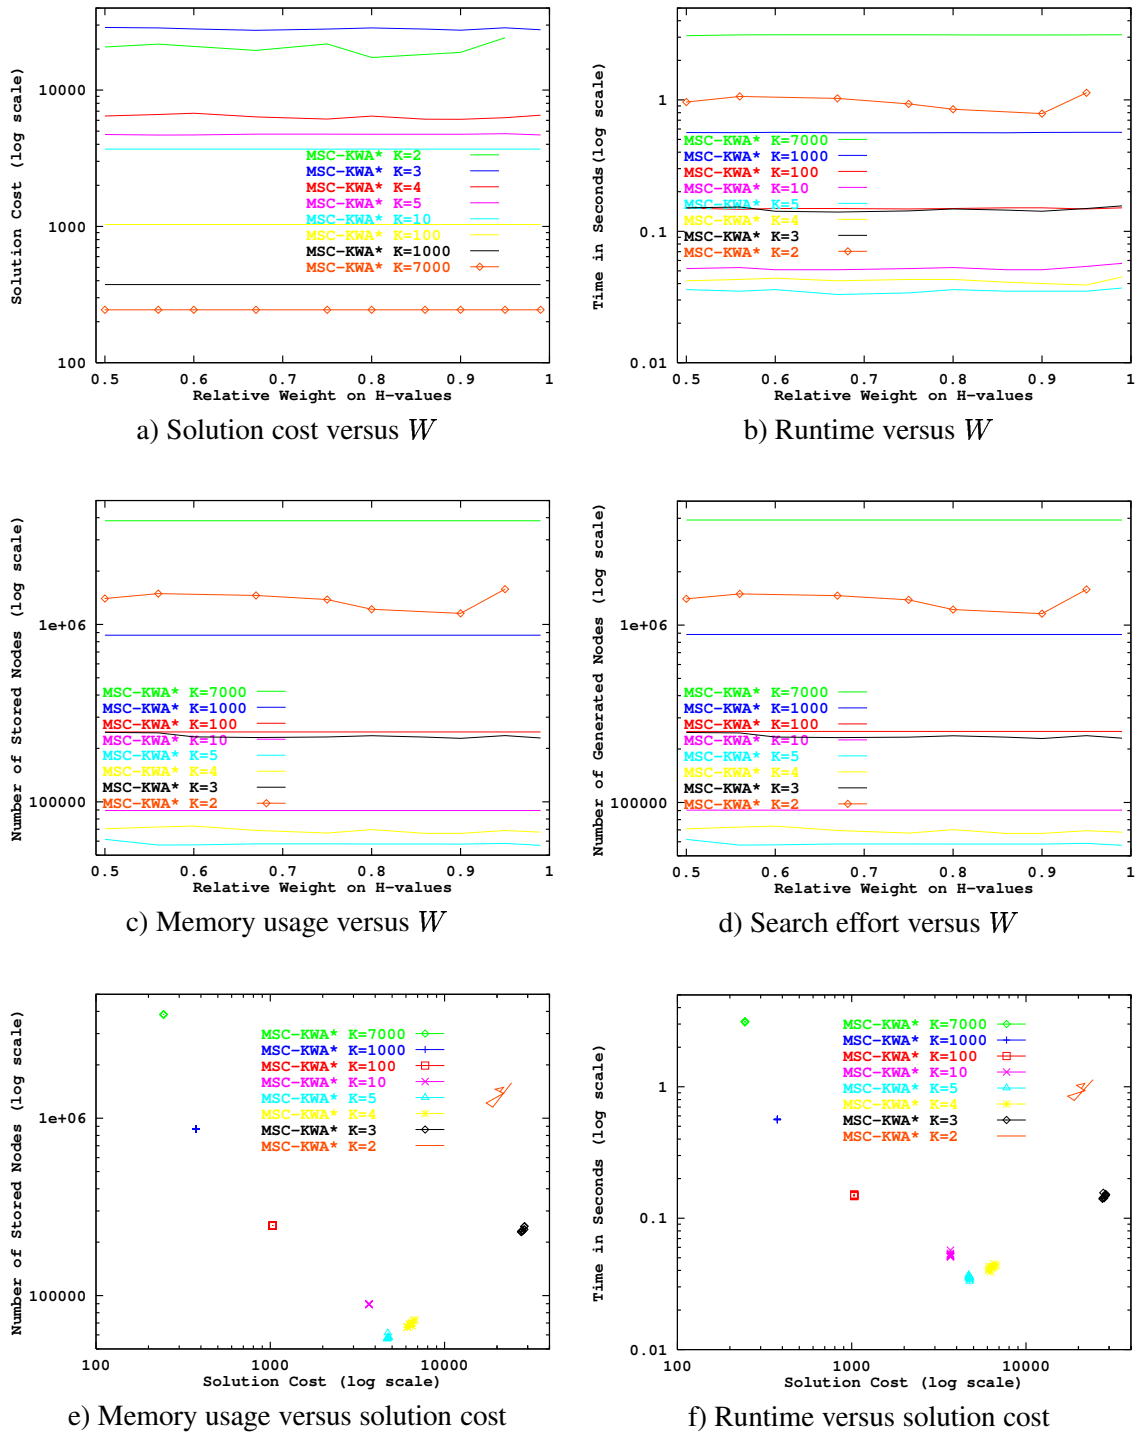 Solution Cost (log scale)
10000
1000
100
MSC-KWA* K=2
MSC-KWA* K=3
MSC-KWA* K=4
MSC-KWA* K=5
MSC-KWA* K=10
MSC-KWA* K=100
MSC-KWA* K=1000
MSC-KWA* K=7000
0.5 0.6 0.7 0.8 0.9 1
Relative Weight on H-values
a) Solution cost versus W
Time in Seconds(log scale)
1
0.1
0.01
MSC-KWA* K=7000
MSC-KWA* K=1000
MSC-KWA* K=100
MSC-KWA* K=10
MSC-KWA* K=5
MSC-KWA* K=4
MSC-KWA* K=3
MSC-KWA* K=2
0.5 0.6 0.7 0.8 0.9 1
Relative Weight on H-values
b) Runtime versus W
Number of Stored Nodes (log scale)
1e+06
100000
MSC-KWA* K=7000
MSC-KWA* K=1000
MSC-KWA* K=100
MSC-KWA* K=10
MSC-KWA* K=5
MSC-KWA* K=4
MSC-KWA* K=3
MSC-KWA* K=2
0.5 0.6 0.7 0.8 0.9 1
Relative Weight on H-values
c) Memory usage versus W
Number of Generated Nodes (log scale)
1e+06
100000
MSC-KWA* K=7000
MSC-KWA* K=1000
MSC-KWA* K=100
MSC-KWA* K=10
MSC-KWA* K=5
MSC-KWA* K=4
MSC-KWA* K=3
MSC-KWA* K=2
0.5 0.6 0.7 0.8 0.9 1
Relative Weight on H-values
d) Search effort versus W
Number of Stored Nodes (log scale)
1e+06
100000
MSC-KWA* K=7000
MSC-KWA* K=1000
MSC-KWA* K=100
MSC-KWA* K=10
MSC-KWA* K=5
MSC-KWA* K=4
MSC-KWA* K=3
MSC-KWA* K=2
100 1000 10000
Solution Cost (log scale)
e) Memory usage versus solution cost
Time in Seconds (log scale)
1
0.1
0.01
MSC-KWA* K=7000
MSC-KWA* K=1000
MSC-KWA* K=100
MSC-KWA* K=10
MSC-KWA* K=5
MSC-KWA* K=4
MSC-KWA* K=3
MSC-KWA* K=2
100 1000 10000
Solution Cost (log scale)
f) Runtime versus solution cost